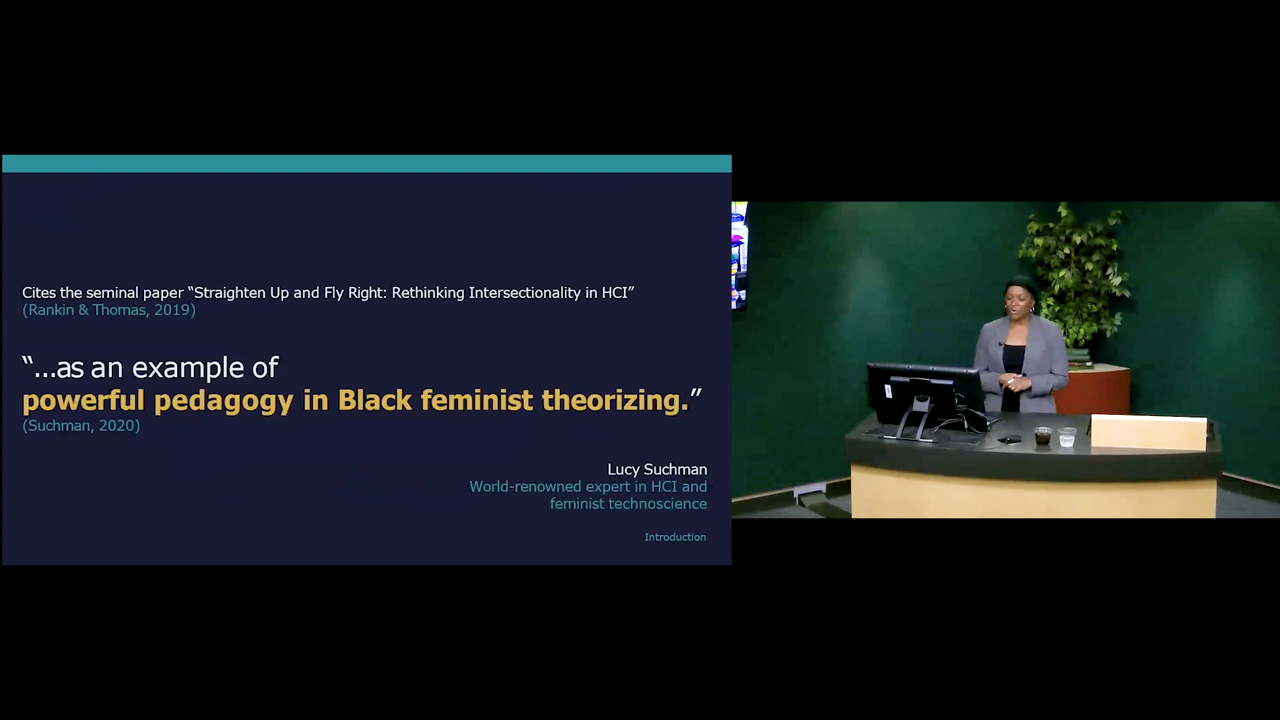 Cites the seminal paper “Straighten Up and Fly Right: Rethinking Intersectionality in HCI”
(Rankin & Thomas, 2019)
“...as an example of
powerful pedagogy in Black feminist theorizing.”
(Suchman, 2020)
Lucy Suchman
World-renowned expert in HCI and
feminist technoscience
Introduction